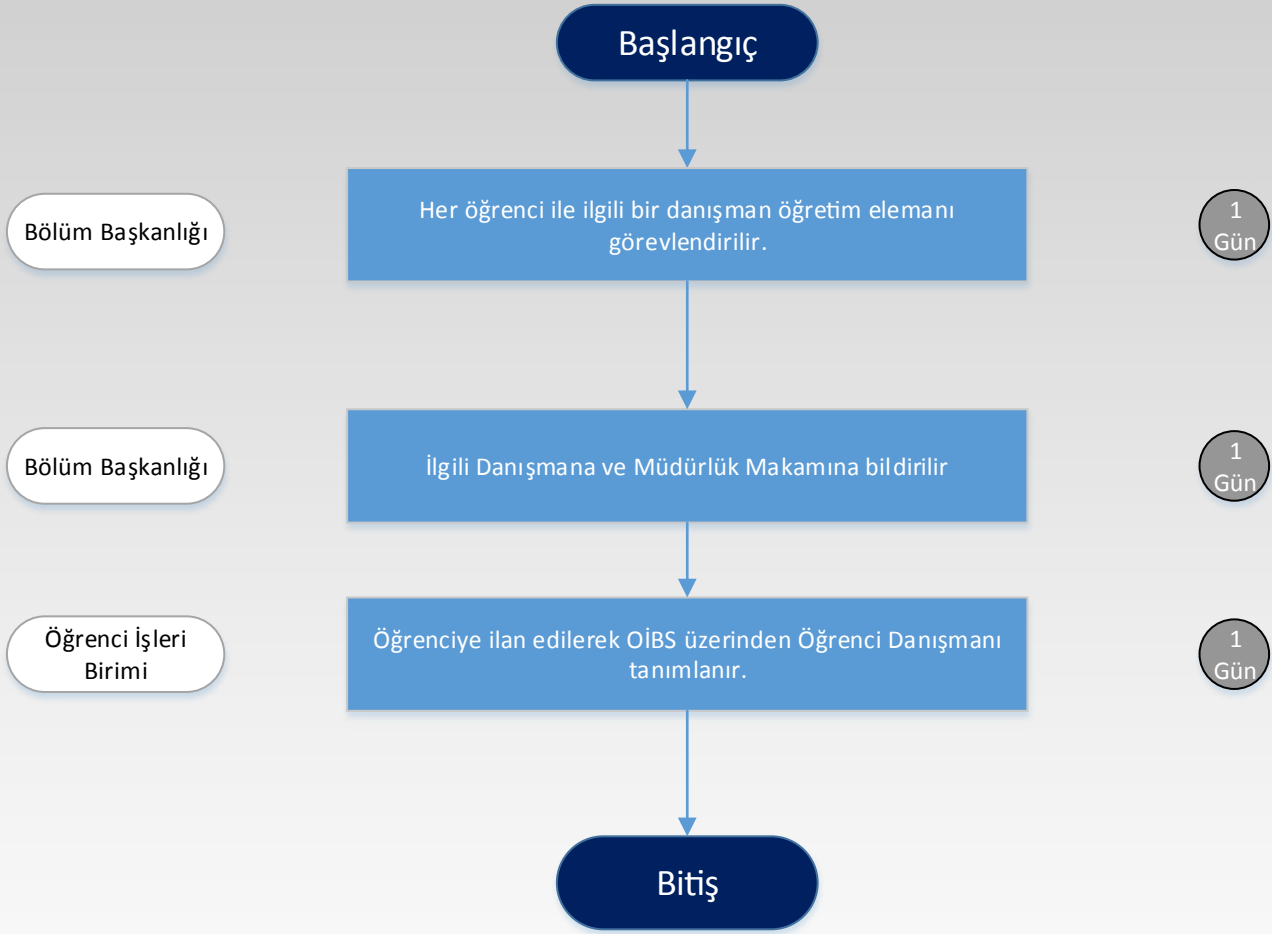 Başlangıç
Bölüm Başkanlığı
Her öğrenci ile ilgili bir danışman öğretim elemanı
görevlendirilir.
1
Gün
Bölüm Başkanlığı
İlgili Danışmana ve Müdürlük Makamına bildirilir
1
Gün
Öğrenci İşleri
Birimi
Öğrenciye ilan edilerek OİBS üzerinden Öğrenci Danışmanı
tanımlanır.
1
Gün
Bitiş